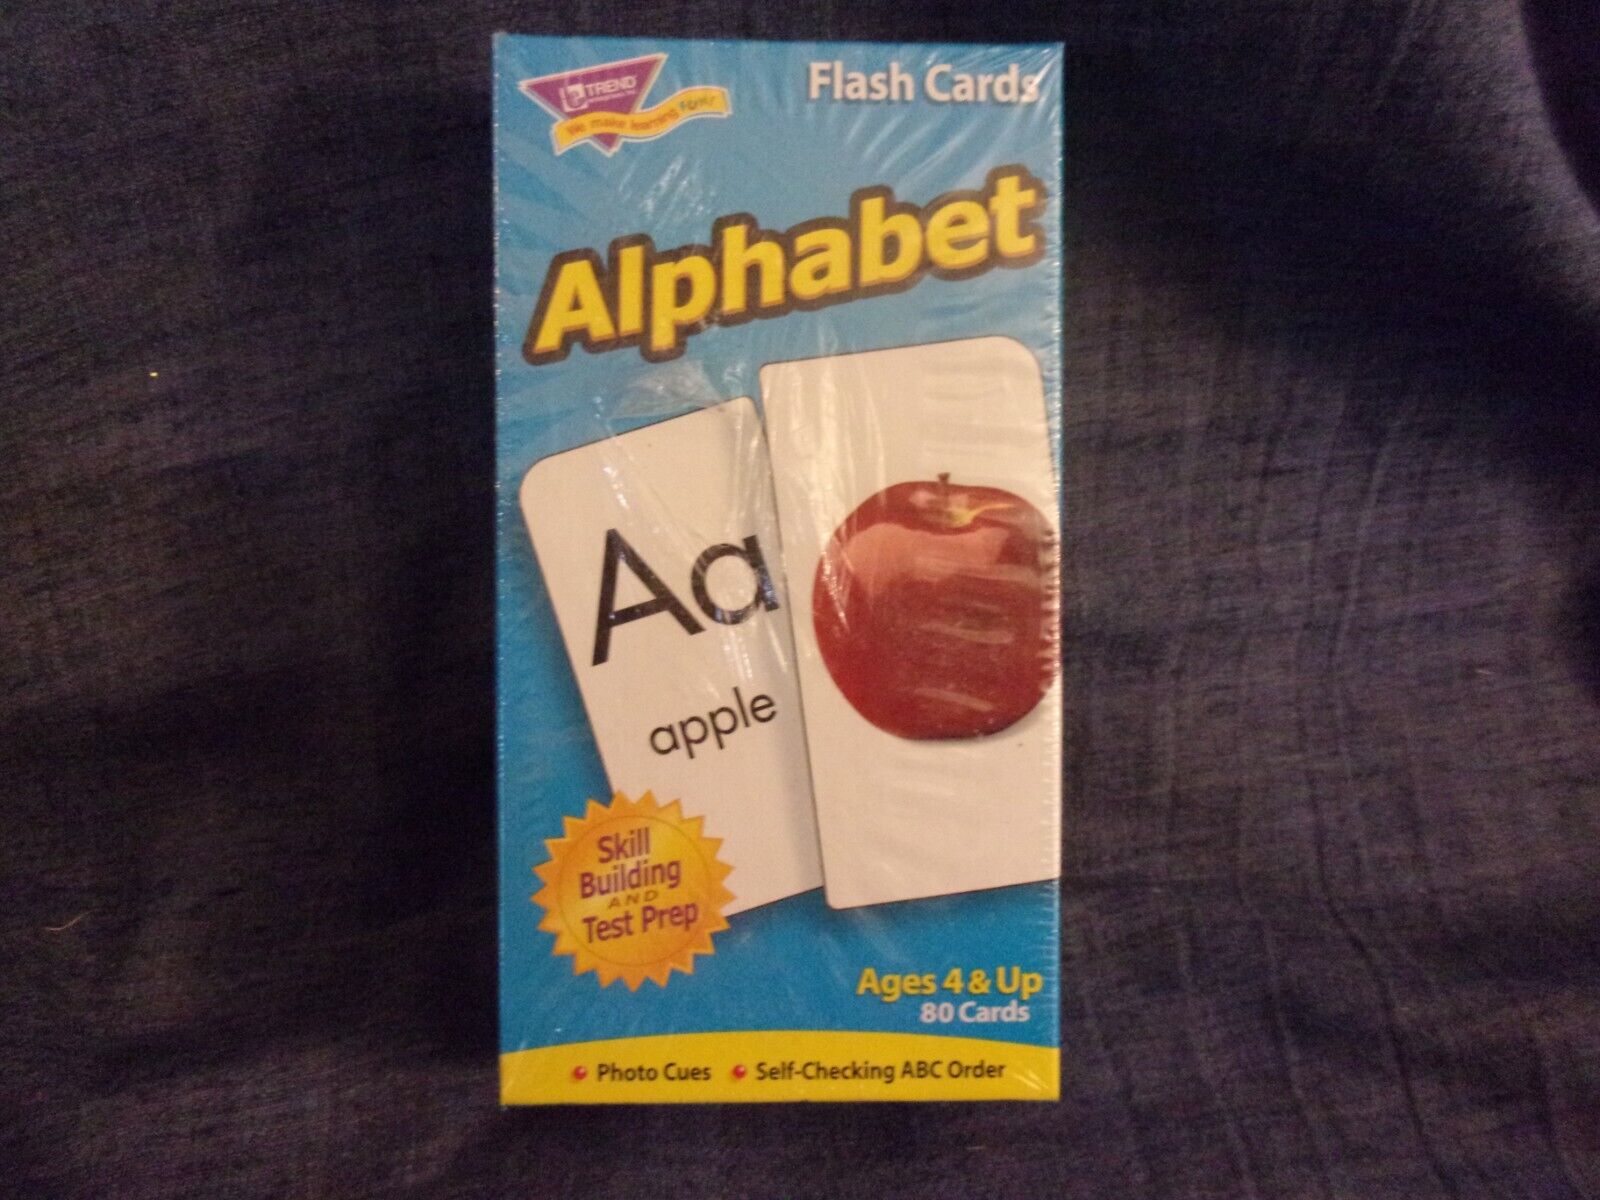 TREND
We make learning FUN!
Flash Cards
Alphabet
Aa
apple
Skill
Building
AND
Test Prep
Ages 4 & Up
80 Cards
Photo Cues
Self-Checking ABC Order